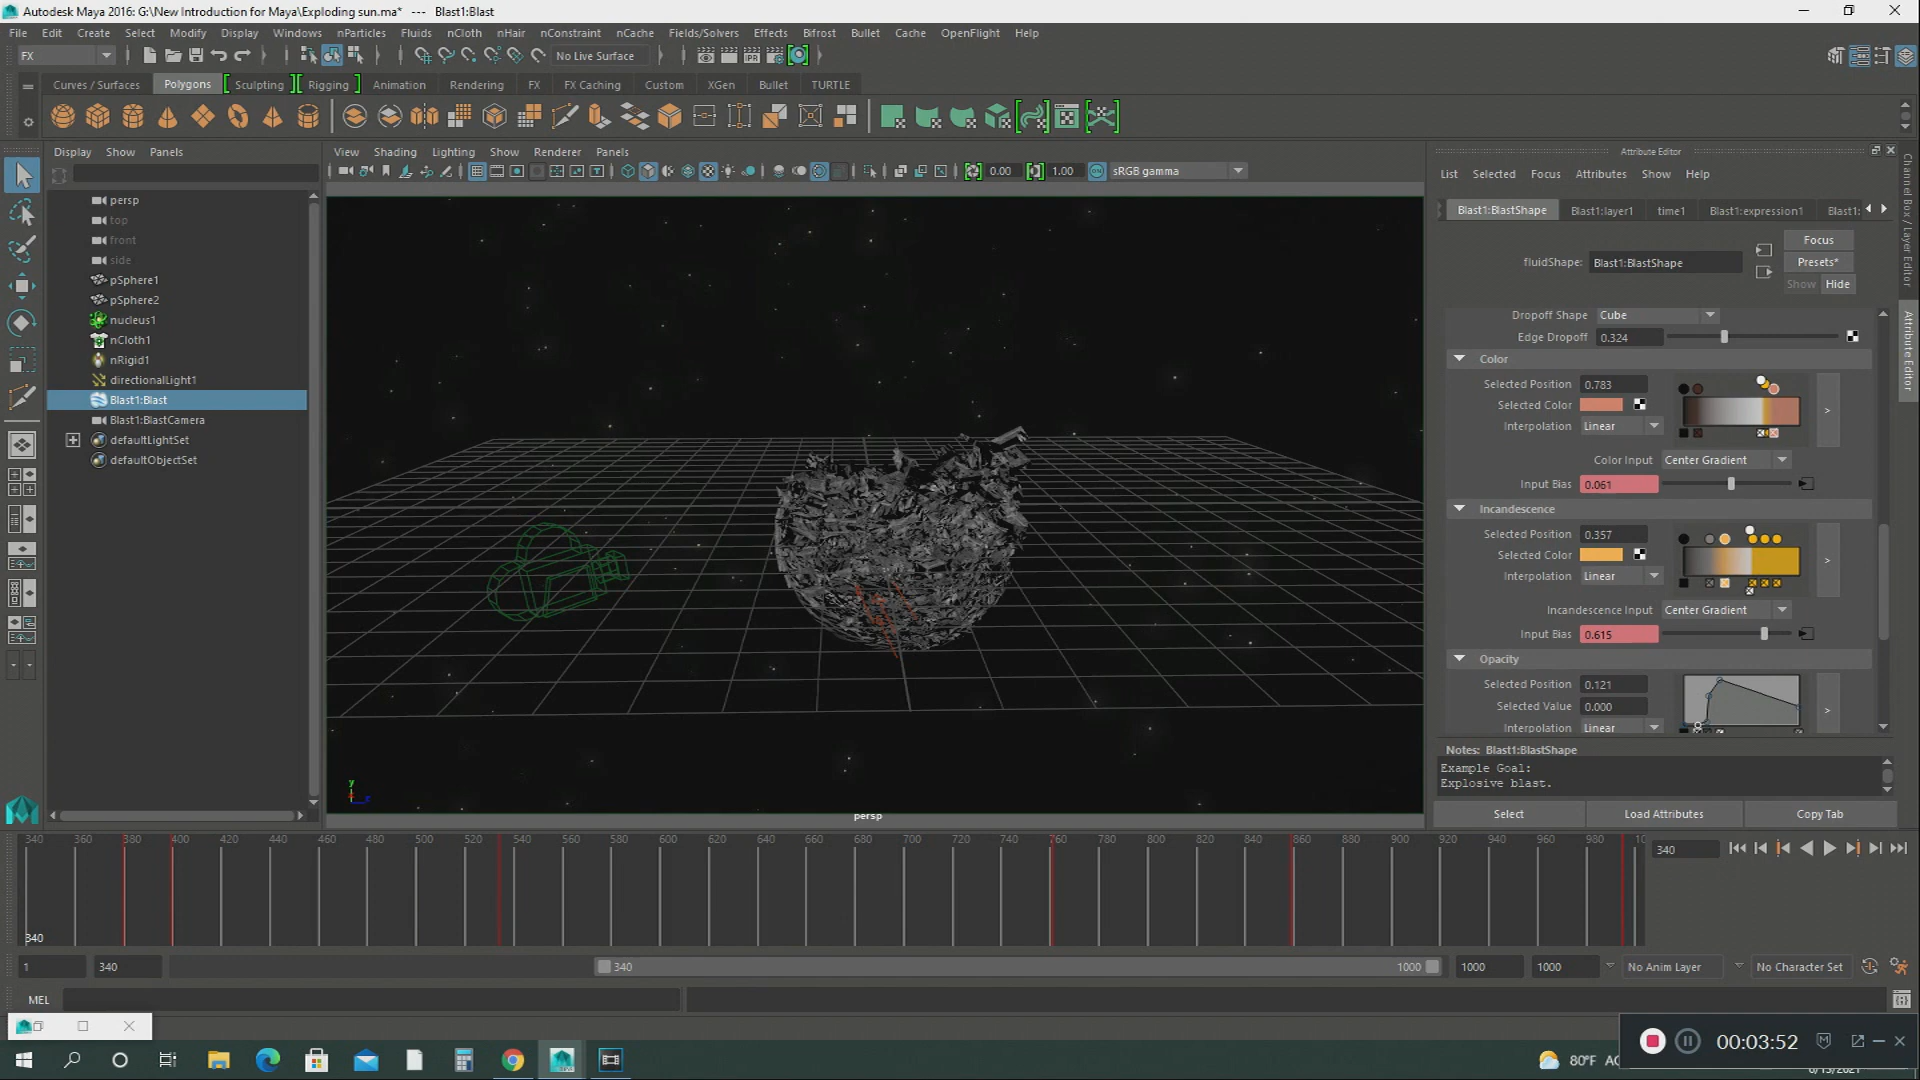 Autodesk Maya 2016: G:\New Introduction for Maya\Exploding sun.ma* --- Blast1:Blast
File Edit Create Select Modify Display Windows nParticles Fluids nCloth nHair nConstraint nCache Fields/Solvers Effects Bifrost Bullet Cache OpenFlight Help
FX No Live Surface
Curves / Surfaces Polygons Sculpting Rigging Animation Rendering FX FX Caching Custom XGen Bullet TURTLE
Display Show Panels
View Shading Lighting Show Renderer Panels
0.00 1.00 sRGB gamma
persp
top
front
side
pSphere1
pSphere2
nucleus1
nCloth1
nRigid1
directionalLight1
Blast1:Blast
Blast1:BlastCamera
defaultLightSet
defaultObjectSet
y
persp
Attribute Editor
List Selected Focus Attributes Show Help
Blast1:BlastShape Blast1:layer1 time1 Blast1:expression1 Blast1:
Focus
fluidShape: Blast1:BlastShape
Presets*
Show Hide
Dropoff Shape Cube
Edge Dropoff 0.324
Color
Selected Position 0.783
Selected Color
Interpolation Linear
>
Color Input Center Gradient
Input Bias 0.061
Incandescence
Selected Position 0.357
Selected Color
Interpolation Linear
>
Incandescence Input Center Gradient
Input Bias 0.615
Opacity
Selected Position 0.121
Selected Value 0.000
Interpolation Linear
>
Notes: Blast1:BlastShape
Example Goal:
Explosive blast.
Select Load Attributes Copy Tab
Channel Box / Layer Editor
Attribute Editor
340 360 380 400 420 440 460 480 500 520 540 560 580 600 620 640 660 680 700 720 740 760 780 800 820 840 860 880 900 920 940 960 980 10
340
340
1 340 340 1000 1000 1000 No Anim Layer No Character Set
MEL
80°F
00:03:52